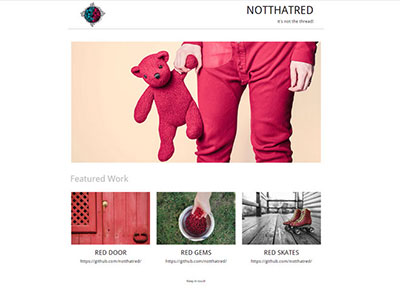 NOTTHATRED
It's not the thread!
Featured Work
RED DOOR
RED GEMS
RED SKATES
https://github.com/notthatred/
https://github.com/notthatred/
https://github.com/notthatred/
Keep in touch!